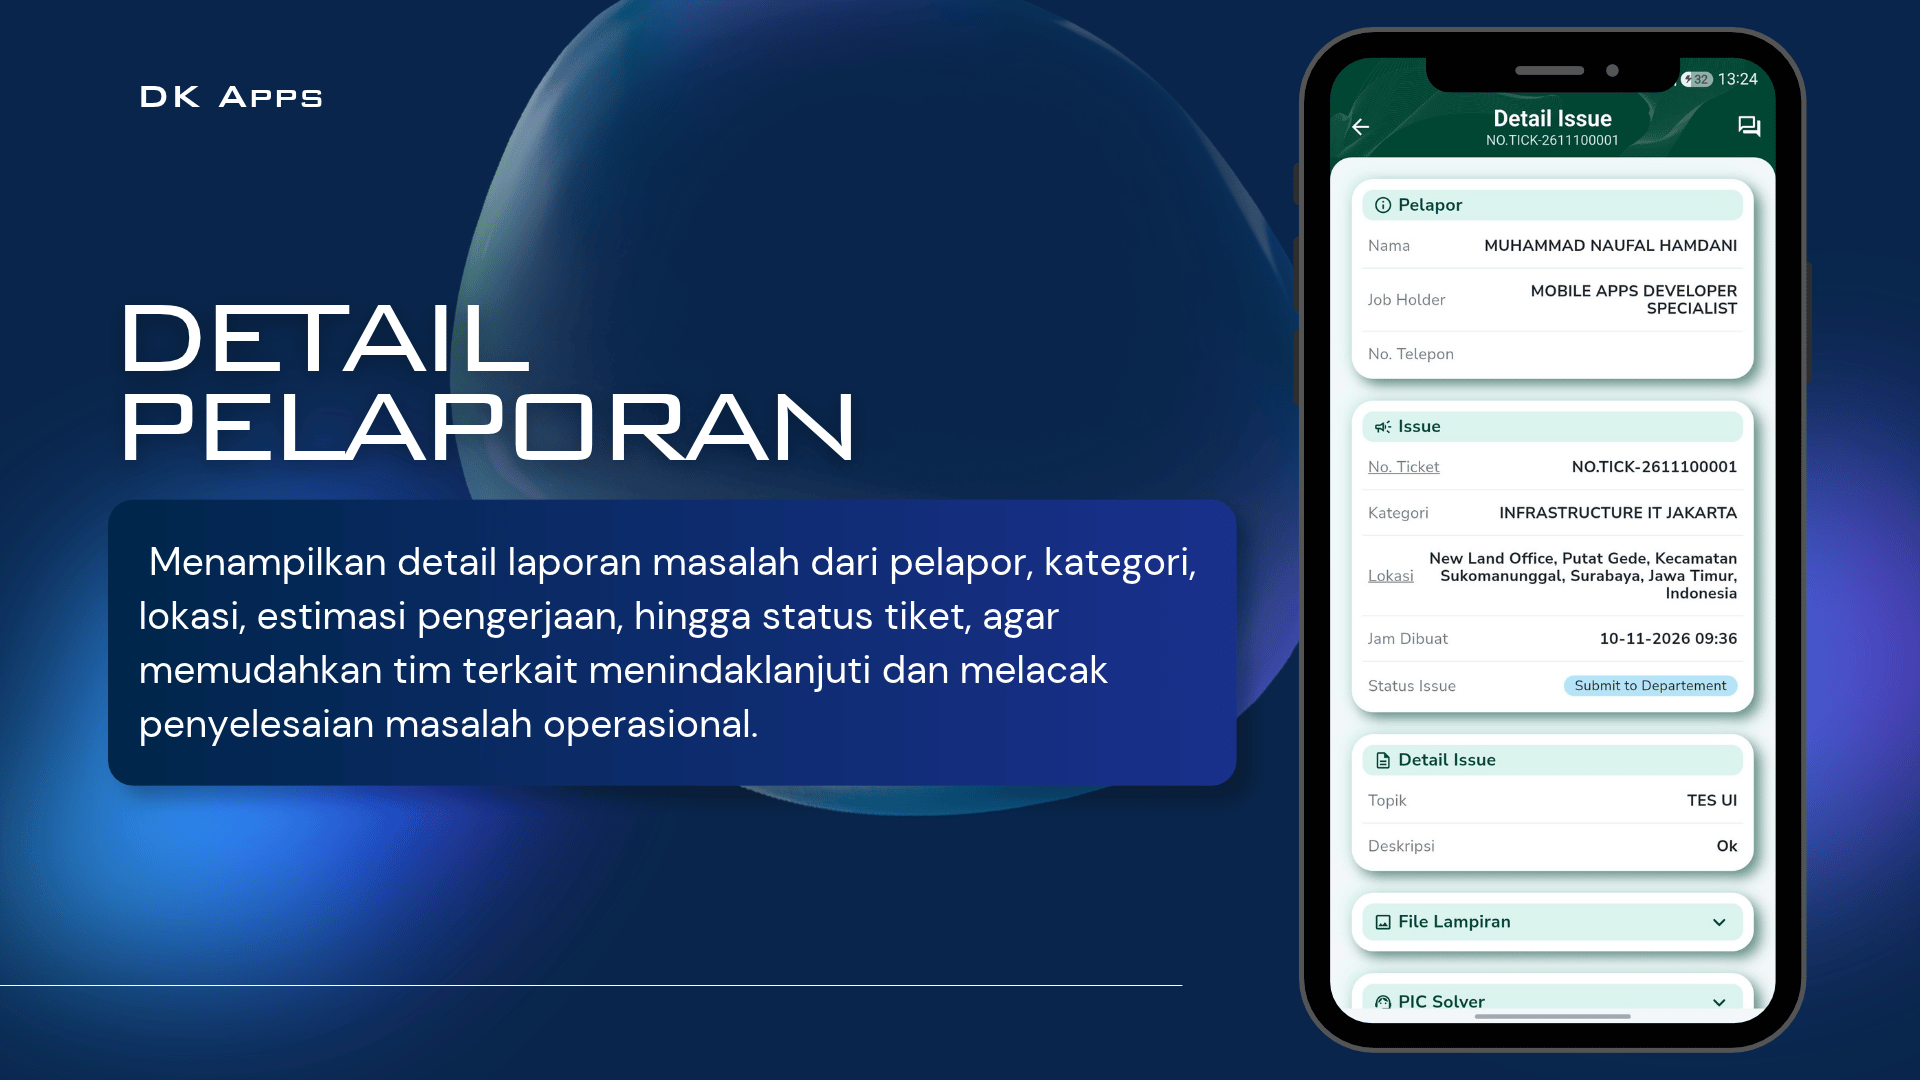 DK Apps
DETAIL
PELAPORAN
Menampilkan detail laporan masalah dari pelapor, kategori,
lokasi, estimasi pengerjaan, hingga status tiket, agar
memudahkan tim terkait menindaklanjuti dan melacak
penyelesaian masalah operasional.
32 13:24
Detail Issue
NO.TICK-2611100001
Pelapor
Nama MUHAMMAD NAUFAL HAMDANI
Job Holder MOBILE APPS DEVELOPER
SPECIALIST
No. Telepon
Issue
No. Ticket NO.TICK-2611100001
Kategori INFRASTRUCTURE IT JAKARTA
Lokasi New Land Office, Putat Gede, Kecamatan
Sukomanunggal, Surabaya, Jawa Timur,
Indonesia
Jam Dibuat 10-11-2026 09:36
Status Issue Submit to Departement
Detail Issue
Topik TES UI
Deskripsi Ok
File Lampiran
PIC Solver